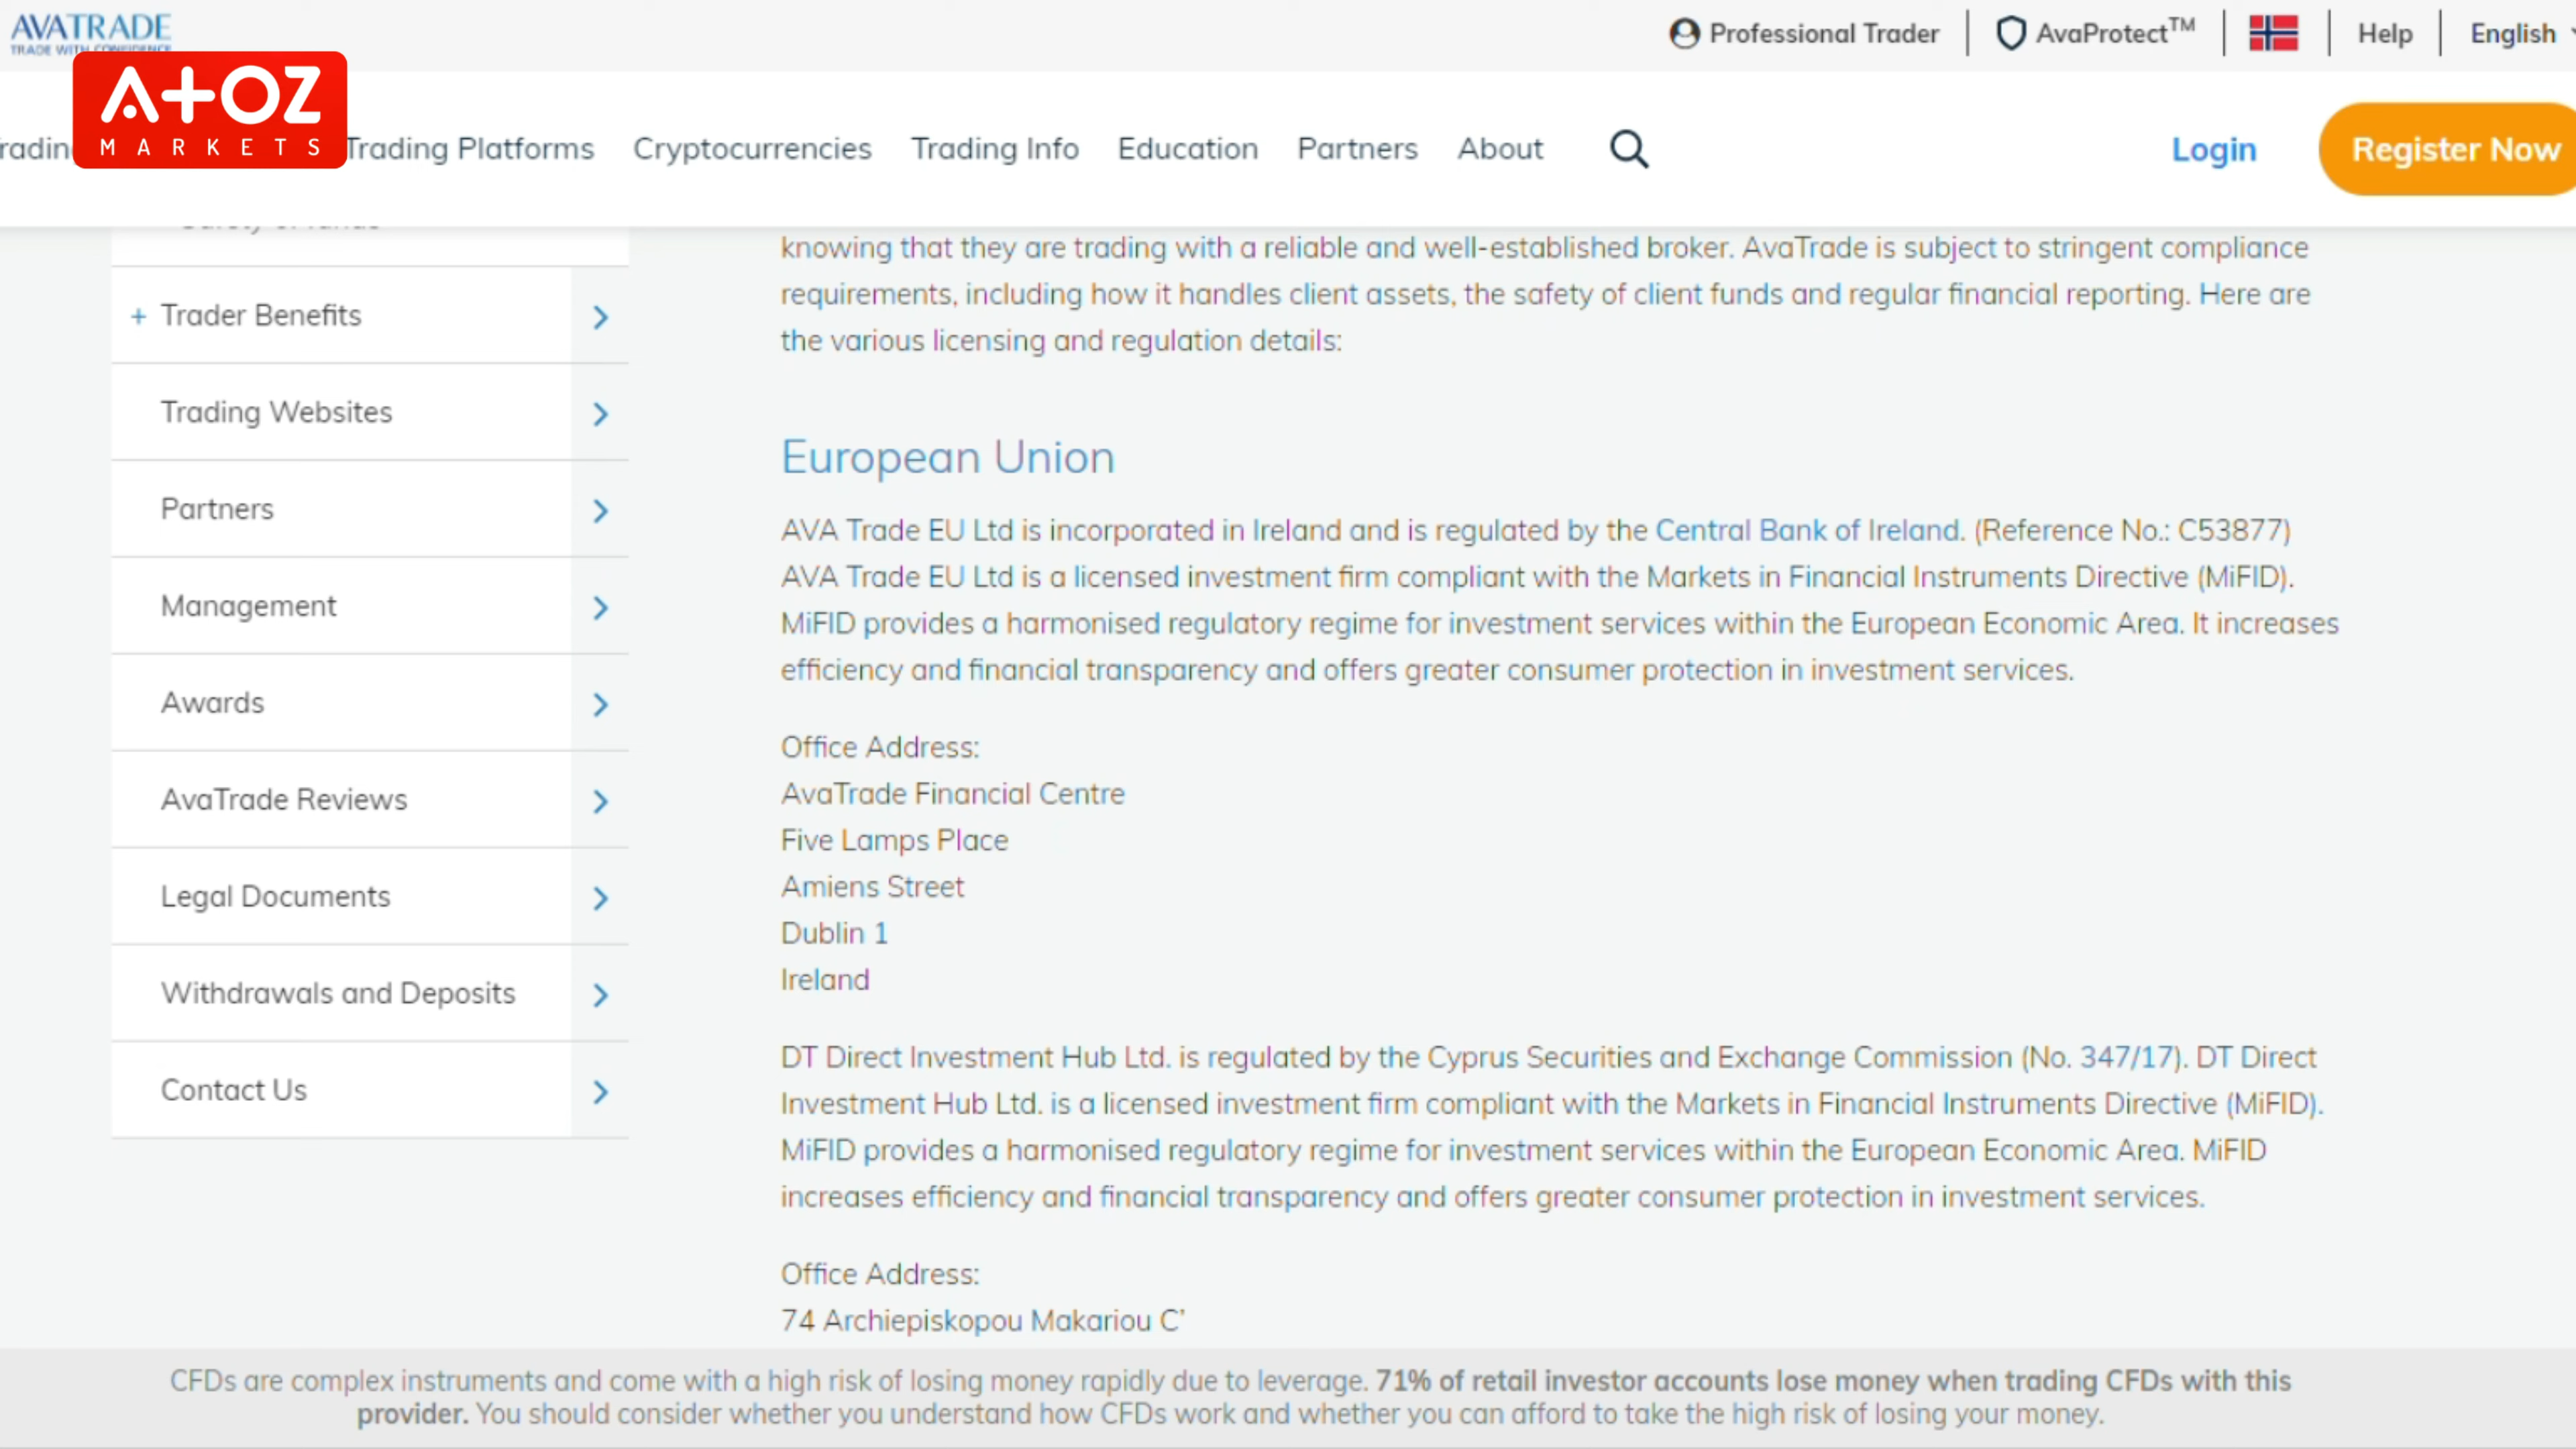 AVATRADE
TRADE WITH CONFIDENCE
Professional Trader
AvaProtect™
Help
English
A+OZ
MARKETS
Trading Platforms
Cryptocurrencies
Trading Info
Education
Partners
About
Login
Register Now
+ Trader Benefits
Trading Websites
Partners
Management
Awards
AvaTrade Reviews
Legal Documents
Withdrawals and Deposits
Contact Us
knowing that they are trading with a reliable and well-established broker. AvaTrade is subject to stringent compliance
requirements, including how it handles client assets, the safety of client funds and regular financial reporting. Here are
the various licensing and regulation details:
European Union
AVA Trade EU Ltd is incorporated in Ireland and is regulated by the Central Bank of Ireland. (Reference No.: C53877)
AVA Trade EU Ltd is a licensed investment firm compliant with the Markets in Financial Instruments Directive (MiFID).
MiFID provides a harmonised regulatory regime for investment services within the European Economic Area. It increases
efficiency and financial transparency and offers greater consumer protection in investment services.
Office Address:
AvaTrade Financial Centre
Five Lamps Place
Amiens Street
Dublin 1
Ireland
DT Direct Investment Hub Ltd. is regulated by the Cyprus Securities and Exchange Commission (No. 347/17). DT Direct
Investment Hub Ltd. is a licensed investment firm compliant with the Markets in Financial Instruments Directive (MiFID).
MiFID provides a harmonised regulatory regime for investment services within the European Economic Area. MiFID
increases efficiency and financial transparency and offers greater consumer protection in investment services.
Office Address:
74 Archiepiskopou Makariou C'
CFDs are complex instruments and come with a high risk of losing money rapidly due to leverage. 71% of retail investor accounts lose money when trading CFDs with this
provider. You should consider whether you understand how CFDs work and whether you can afford to take the high risk of losing your money.